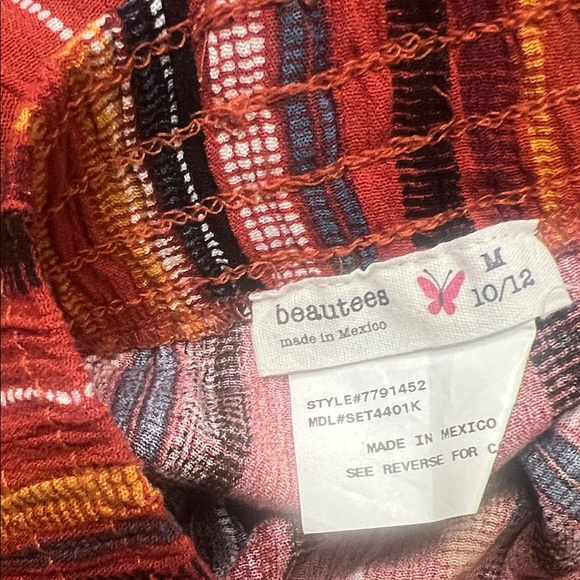 beautees
made in Mexico
M
10/12
STYLE#7791452
MDL#SET4401K
MADE IN MEXICO
SEE REVERSE FOR C